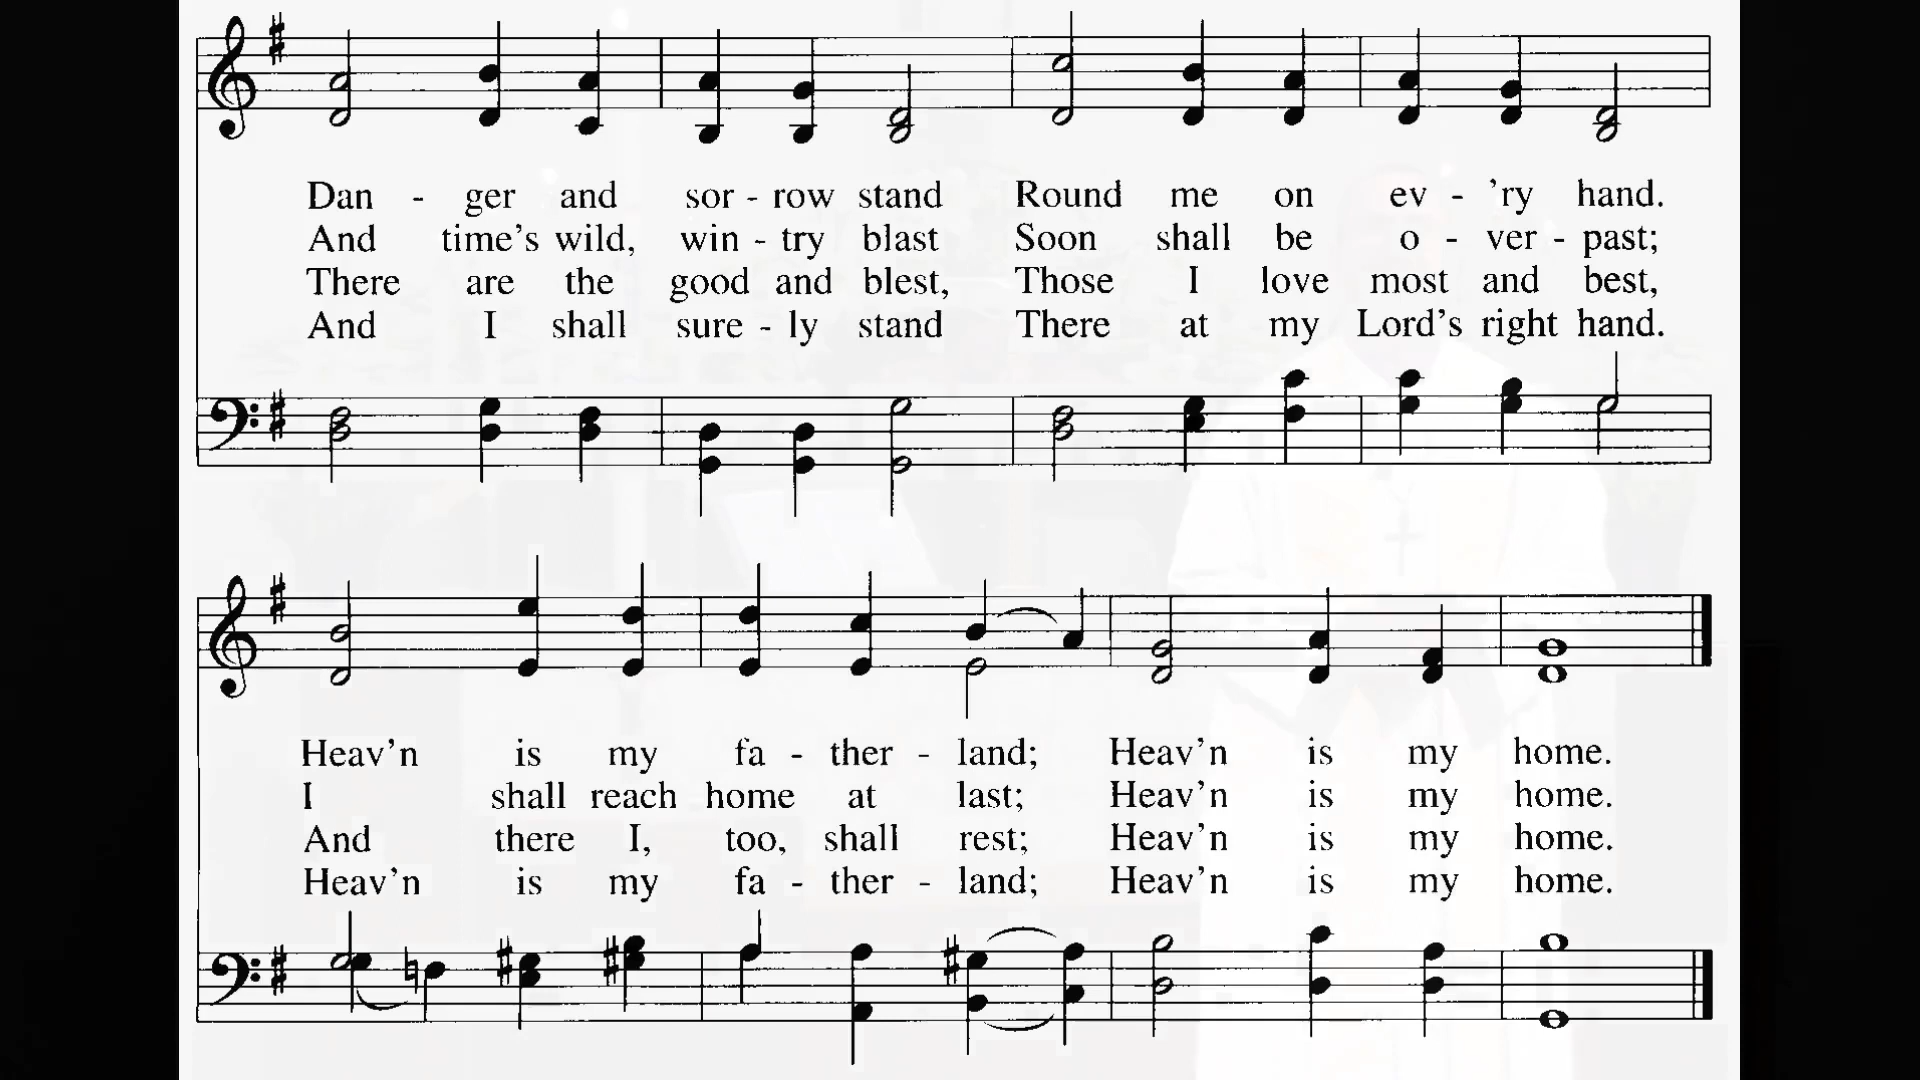 Dan - ger and sor - row stand Round me on ev - 'ry hand.
And time's wild, win - try blast Soon shall be o - ver - past;
There are the good and blest, Those I love most and best,
And I shall sure - ly stand There at my Lord's right hand.
Heav'n is my fa - ther - land; Heav'n is my home.
I shall reach home at last; Heav'n is my home.
And there I, too, shall rest; Heav'n is my home.
Heav'n is my fa - ther - land; Heav'n is my home.